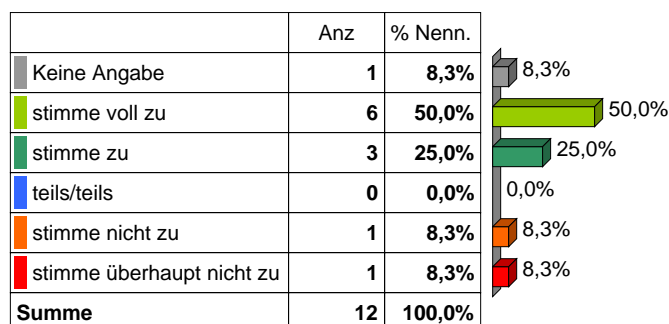 Anz % Nenn.
Keine Angabe 1 8,3% 8,3%
stimme voll zu 6 50,0% 50,0%
stimme zu 3 25,0% 25,0%
teils/teils 0 0,0% 0,0%
stimme nicht zu 1 8,3% 8,3%
stimme überhaupt nicht zu 1 8,3% 8,3%
Summe 12 100,0%